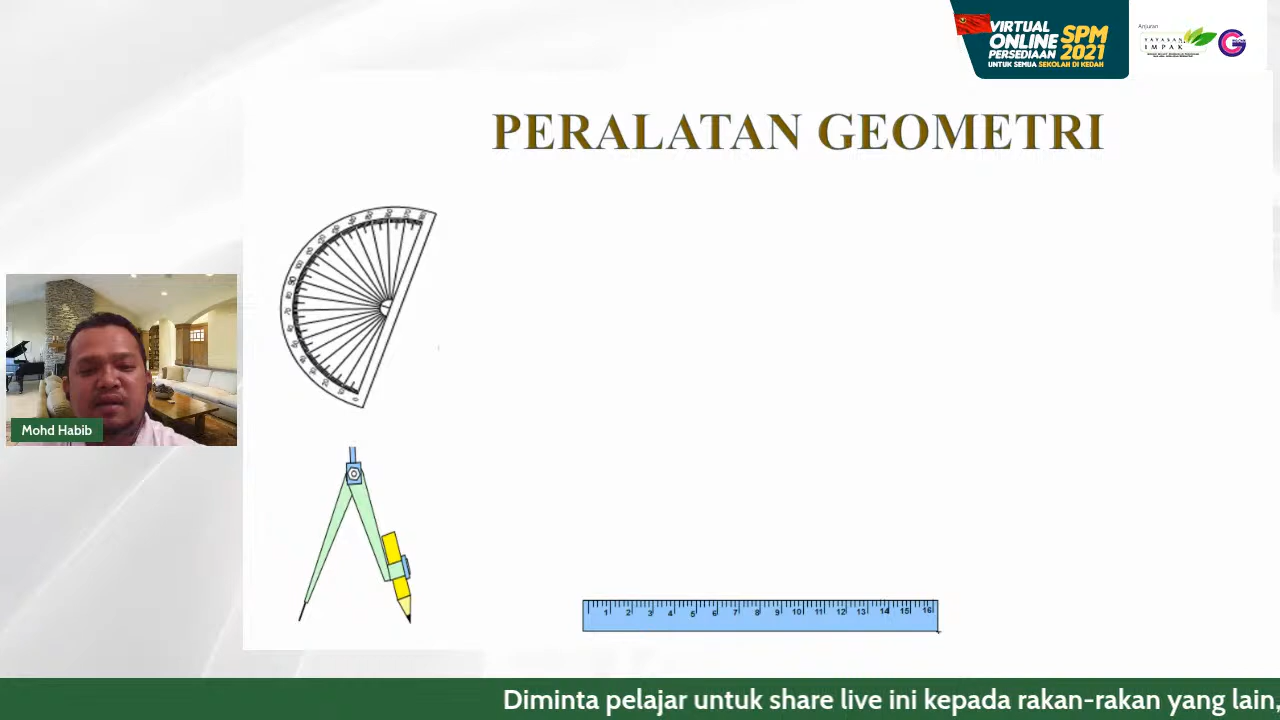 VIRTUAL
ONLINE
PERSEDIAAN
SPM
2021
UNTUK SEMUA SEKOLAH DI KEDAH
Anjuran
YAYASAN
IMPAK
PERALATAN GEOMETRI
Mohd Habib
1 2 3 4 5 6 7 8 9 10 11 12 13 14 15 16
Diminta pelajar untuk share live ini kepada rakan-rakan yang lain,